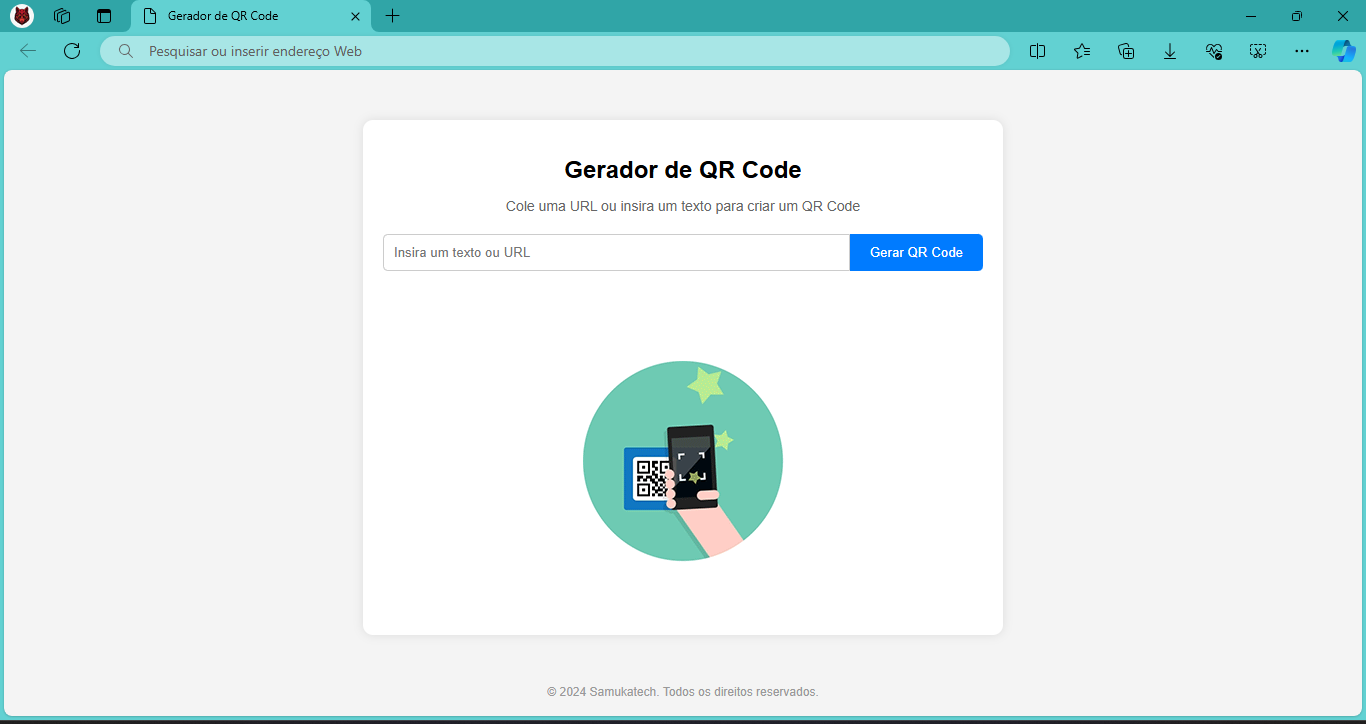 Gerador de QR Code
Pesquisar ou inserir endereço Web
Gerador de QR Code
Cole uma URL ou insira um texto para criar um QR Code
Insira um texto ou URL
Gerar QR Code
© 2024 Samukatech. Todos os direitos reservados.